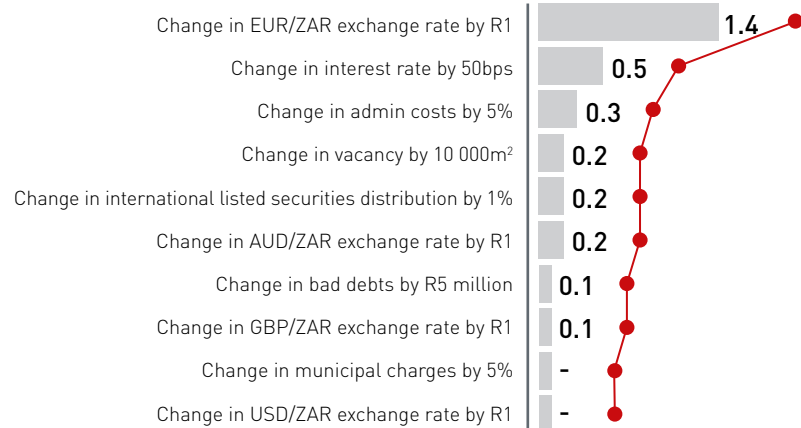 Change in EUR/ZAR exchange rate by R1 1.4
Change in interest rate by 50bps 0.5
Change in admin costs by 5% 0.3
Change in vacancy by 10 000m² 0.2
Change in international listed securities distribution by 1% 0.2
Change in AUD/ZAR exchange rate by R1 0.2
Change in bad debts by R5 million 0.1
Change in GBP/ZAR exchange rate by R1 0.1
Change in municipal charges by 5% -
Change in USD/ZAR exchange rate by R1 -